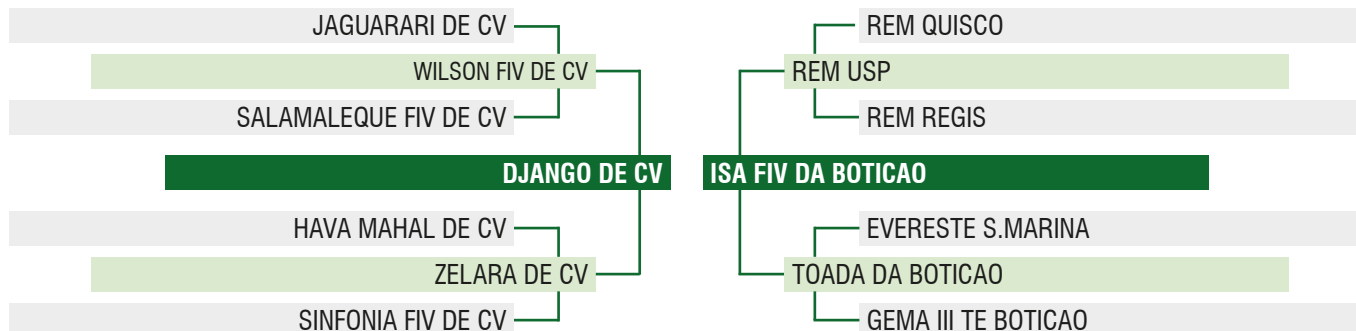 JAGUARARI DE CV
REM QUISCO
WILSON FIV DE CV
REM USP
SALAMALEQUE FIV DE CV
REM REGIS
DJANGO DE CV
ISA FIV DA BOTICAO
HAVA MAHAL DE CV
EVERESTE S.MARINA
ZELARA DE CV
TOADA DA BOTICAO
SINFONIA FIV DE CV
GEMA III TE BOTICAO